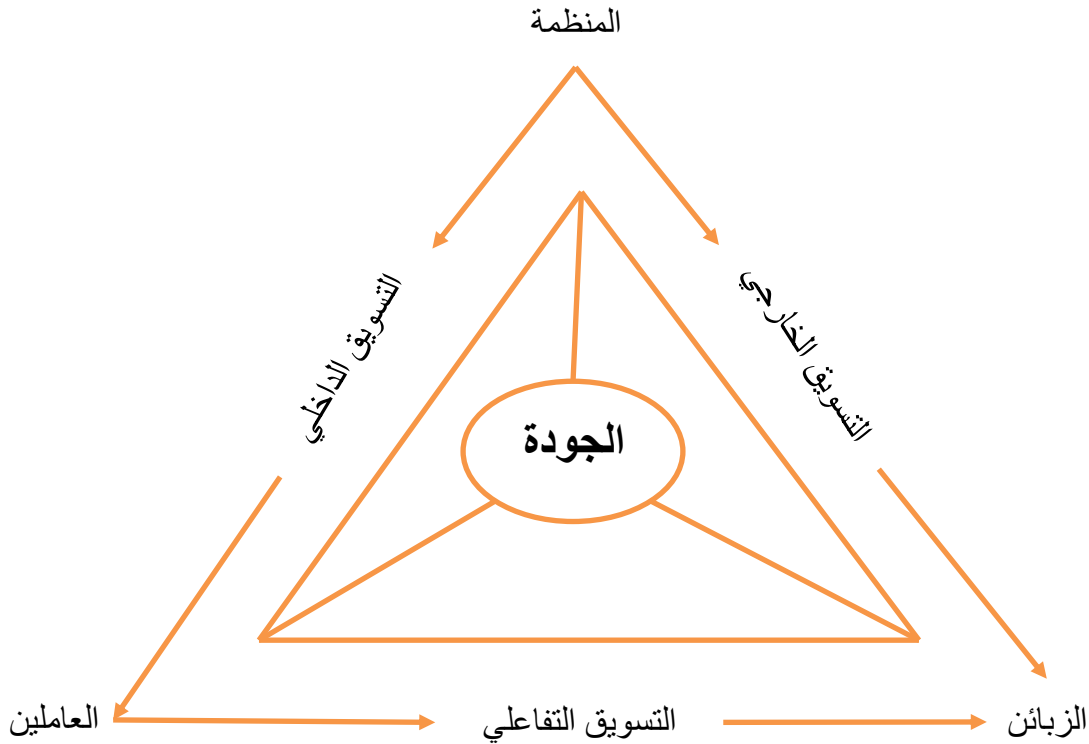 المنظمة
التسويق الخارجي
التسويق الداخلي
الجودة
الزبائن
التسويق التفاعلي
العاملين